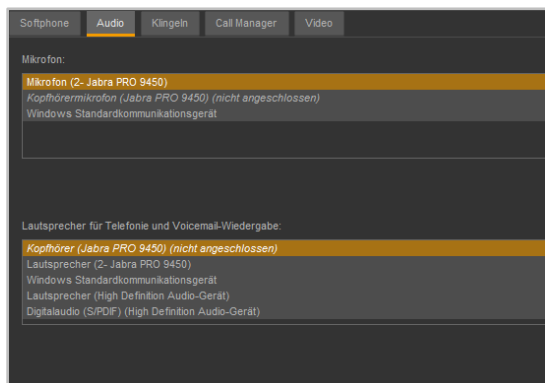 Softphone Audio Klingeln Call Manager Video
Mikrofon:
Mikrofon (2- Jabra PRO 9450)
Kopfhörermikrofon (Jabra PRO 9450) (nicht angeschlossen)
Windows Standardkommunikationsgerät
Lautsprecher für Telefonie und Voicemail-Wiedergabe:
Kopfhörer (Jabra PRO 9450) (nicht angeschlossen)
Lautsprecher (2- Jabra PRO 9450)
Windows Standardkommunikationsgerät
Lautsprecher (High Definition Audio-Gerät)
Digitalaudio (S/PDIF) (High Definition Audio-Gerät)